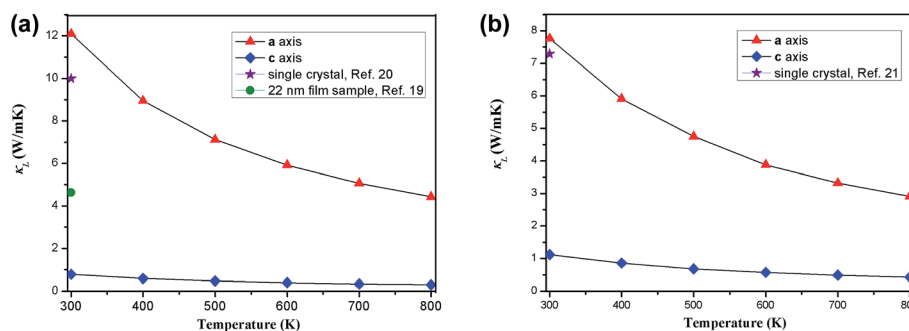 (a)
a axis
c axis
single crystal, Ref. 20
22 nm film sample, Ref. 19
κL (W/mK)
14
12
10
8
6
4
2
0
300 400 500 600 700 800
Temperature (K)
(b)
a axis
c axis
single crystal, Ref. 21
κL (W/mK)
8
7
6
5
4
3
2
1
0
300 400 500 600 700 800
Temperature (K)